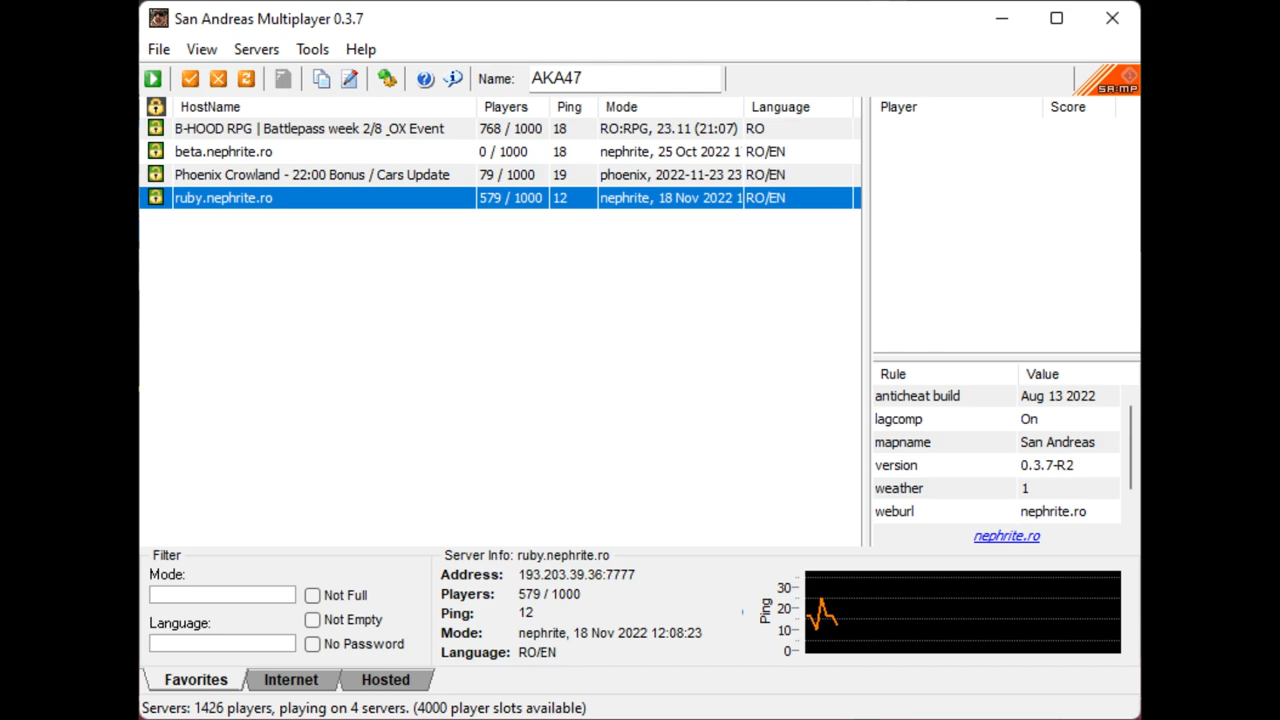 San Andreas Multiplayer 0.3.7
File View Servers Tools Help
Name: AKA47
SA:MP
HostName Players Ping Mode Language
B-HOOD RPG | Battlepass week 2/8 _OX Event 768 / 1000 18 RO:RPG, 23.11 (21:07) RO
beta.nephrite.ro 0 / 1000 18 nephrite, 25 Oct 2022 1 RO/EN
Phoenix Crowland - 22:00 Bonus / Cars Update 79 / 1000 19 phoenix, 2022-11-23 23 RO/EN
ruby.nephrite.ro 579 / 1000 12 nephrite, 18 Nov 2022 1 RO/EN
Player Score
Rule Value
anticheat build Aug 13 2022
lagcomp On
mapname San Andreas
version 0.3.7-R2
weather 1
weburl nephrite.ro
nephrite.ro
Filter
Mode:
Not Full
Not Empty
Language:
No Password
Server Info: ruby.nephrite.ro
Address: 193.203.39.36:7777
Players: 579 / 1000
Ping: 12
Mode: nephrite, 18 Nov 2022 12:08:23
Language: RO/EN
Ping
30
20
10
0
Favorites Internet Hosted
Servers: 1426 players, playing on 4 servers. (4000 player slots available)